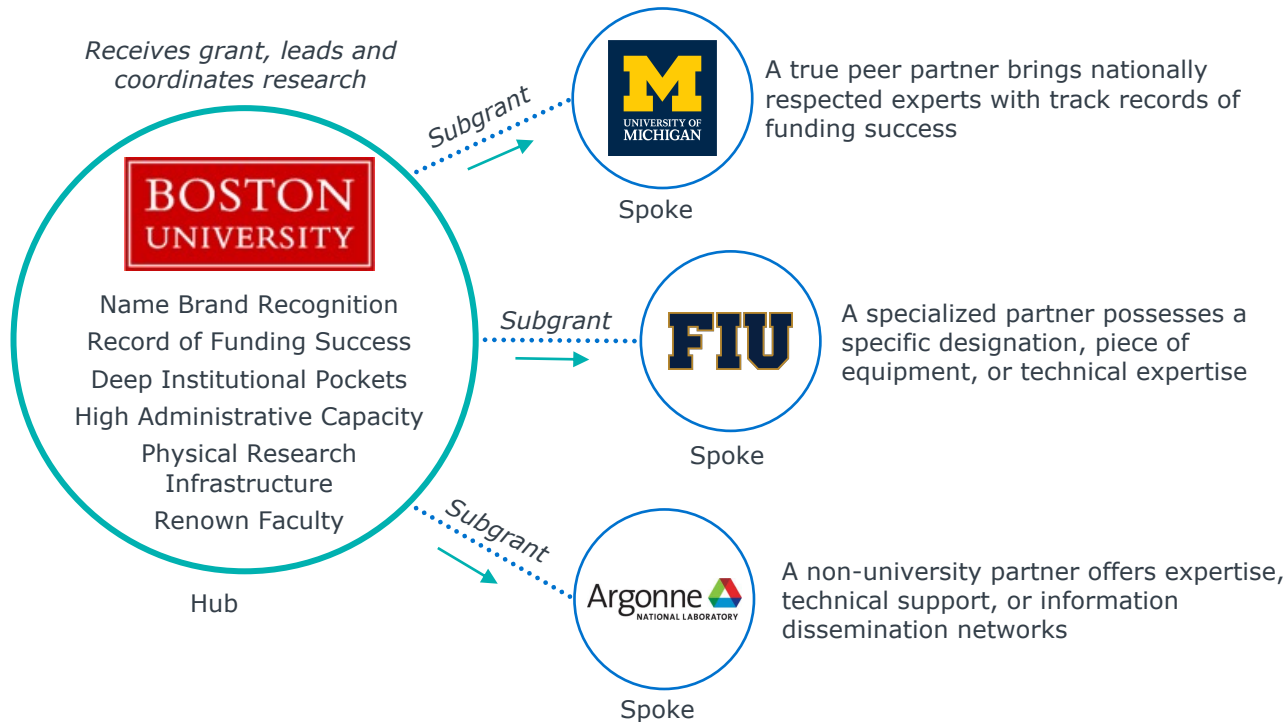 Receives grant, leads and
coordinates research
BOSTON
UNIVERSITY
Name Brand Recognition
Record of Funding Success
Deep Institutional Pockets
High Administrative Capacity
Physical Research
Infrastructure
Renown Faculty
Hub
Subgrant
M
UNIVERSITY OF
MICHIGAN
Spoke
A true peer partner brings nationally
respected experts with track records of
funding success
Subgrant
FIU
Spoke
A specialized partner possesses a
specific designation, piece of
equipment, or technical expertise
Subgrant
Argonne
NATIONAL LABORATORY
Spoke
A non-university partner offers expertise,
technical support, or information
dissemination networks